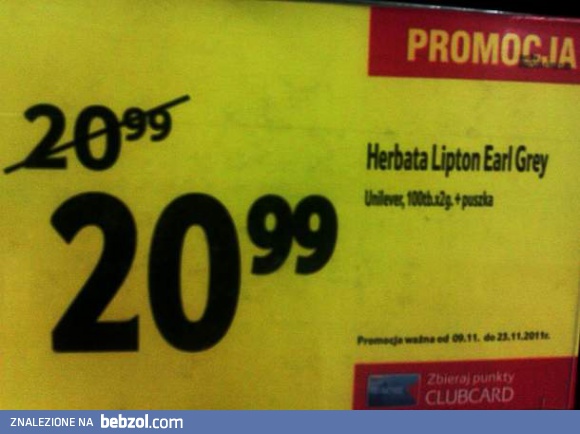 PROMOCJA
20⁹⁹
20⁹⁹
Herbata Lipton Earl Grey
Unilever, 100tb.x2g. + puszka
Promocja ważna od 09.11. do 23.11.2011r.
Zbieraj punkty
CLUBCARD
ZNALEZIONE NA bebzol.com